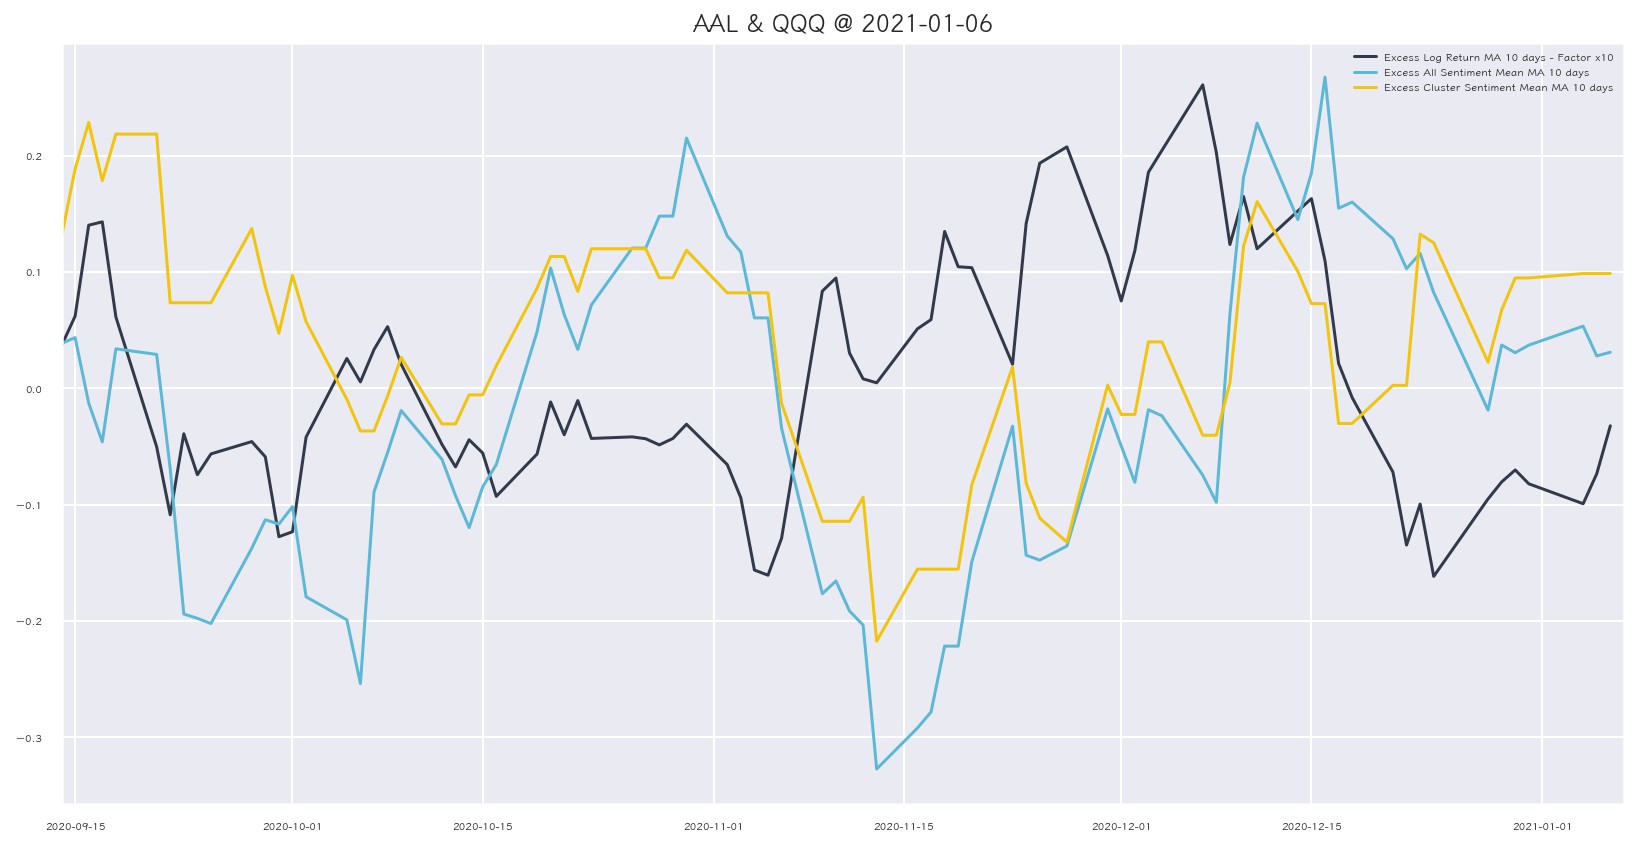 AAL & QQQ @ 2021-01-06
Excess Log Return MA 10 days - Factor x10
Excess All Sentiment Mean MA 10 days
Excess Cluster Sentiment Mean MA 10 days
0.2
0.1
0.0
−0.1
−0.2
−0.3
2020-09-15 2020-10-01 2020-10-15 2020-11-01 2020-11-15 2020-12-01 2020-12-15 2021-01-01